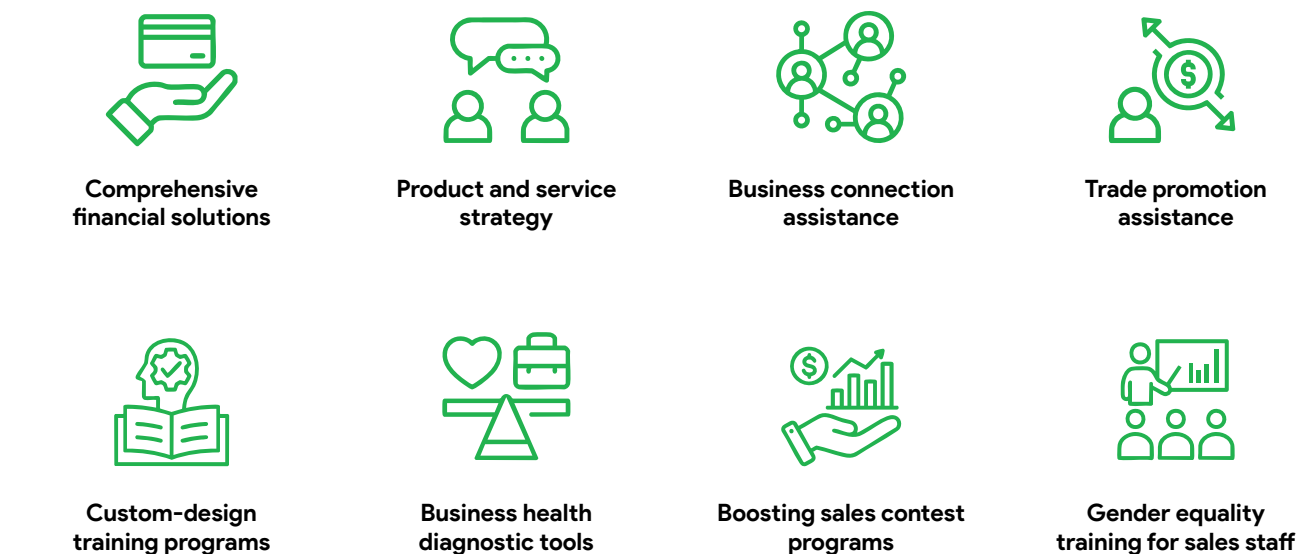 Comprehensive
financial solutions
Product and service
strategy
Business connection
assistance
Trade promotion
assistance
Custom-design
training programs
Business health
diagnostic tools
Boosting sales contest
programs
Gender equality
training for sales staff